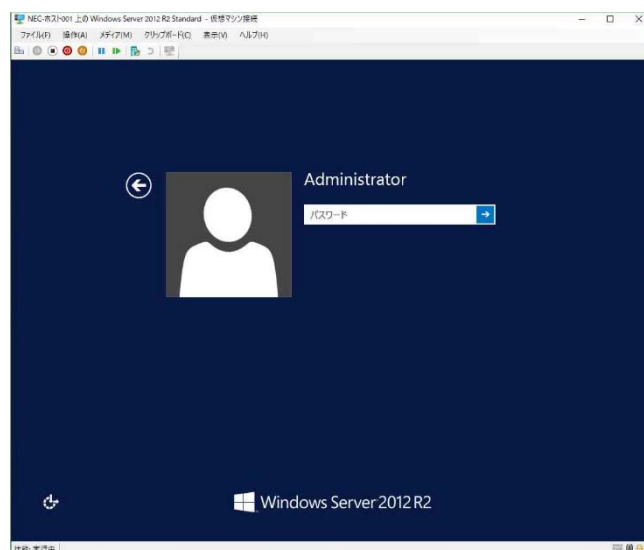 NEC-ホスト001 上の Windows Server 2012 R2 Standard - 仮想マシン接続
ファイル(F) 操作(A) メディア(M) クリップボード(C) 表示(V) ヘルプ(H)
Administrator
パスワード
Windows Server 2012 R2
状態: 実行中